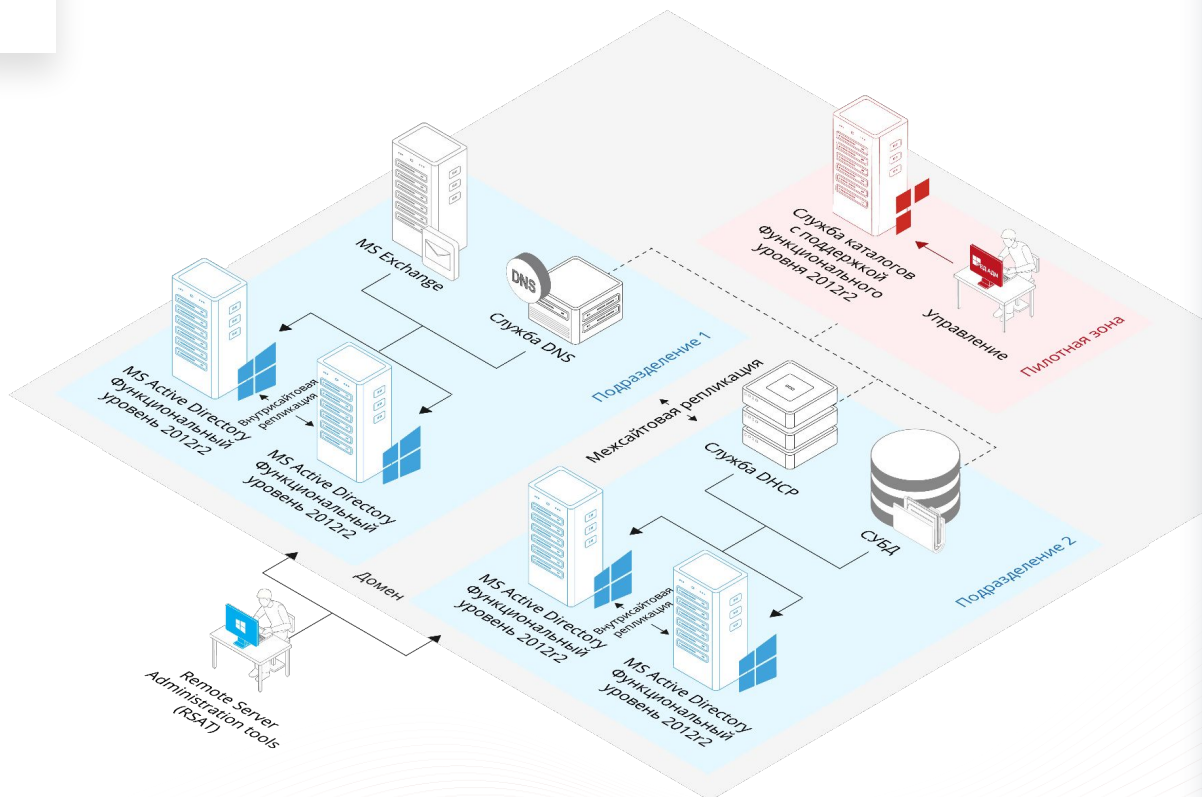 MS Exchange
DNS
Служба DNS
MS Active Directory
Функциональный
уровень 2012r2
Внутрисайтовая
репликация
MS Active Directory
Функциональный
уровень 2012r2
Подразделение 1
Служба каталогов
с поддержкой
Функционального
уровня 2012r2
РЕД АДМ
Управление
Пилотная зона
Межсайтовая репликация
Служба DHCP
СУБД
MS Active Directory
Функциональный
уровень 2012r2
Внутрисайтовая
репликация
MS Active Directory
Функциональный
уровень 2012r2
Подразделение 2
Домен
Remote Server
Administration tools
(RSAT)